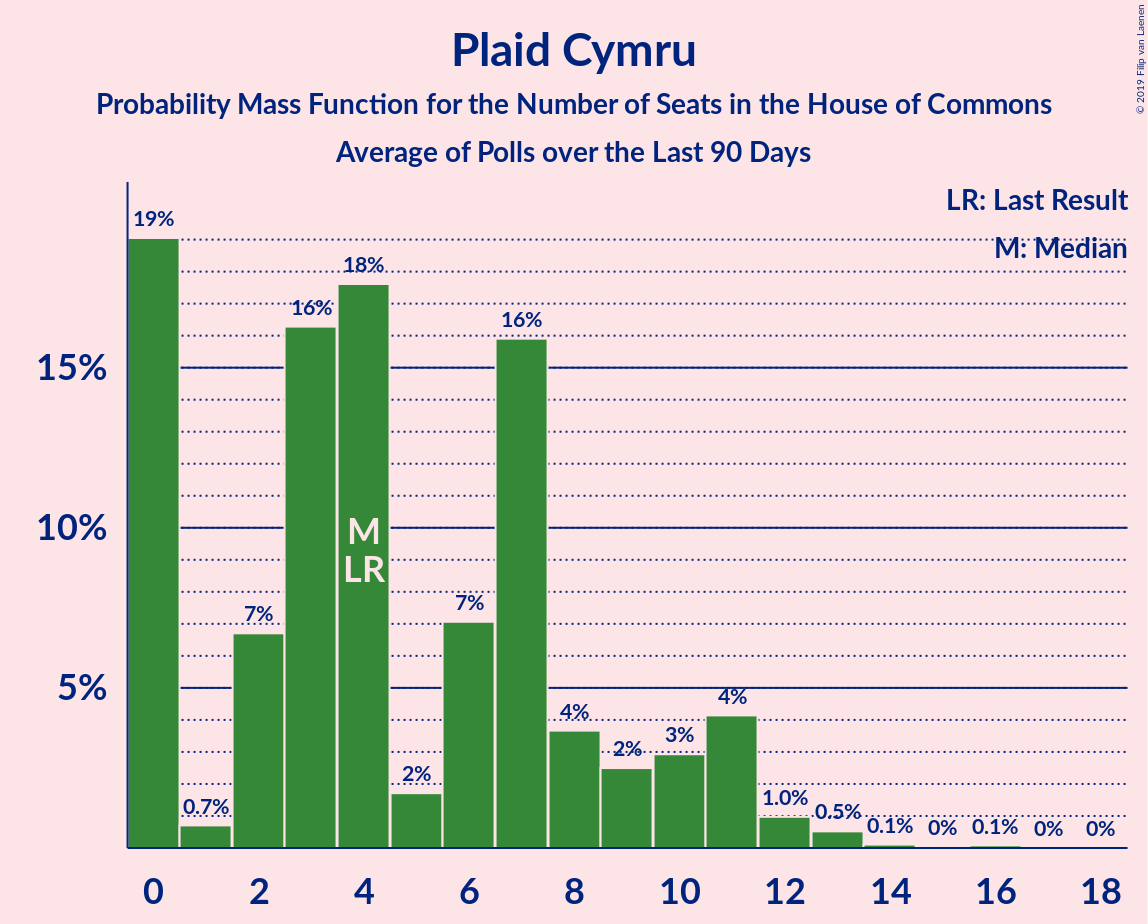 Plaid Cymru
Probability Mass Function for the Number of Seats in the House of Commons
Average of Polls over the Last 90 Days
© 2019 Filip van Laenen
LR: Last Result
M: Median
19%
0.7%
7%
16%
18%
2%
7%
16%
4%
2%
3%
4%
1.0%
0.5%
0.1%
0%
0.1%
0%
0%
M
LR
15%
10%
5%
0 2 4 6 8 10 12 14 16 18